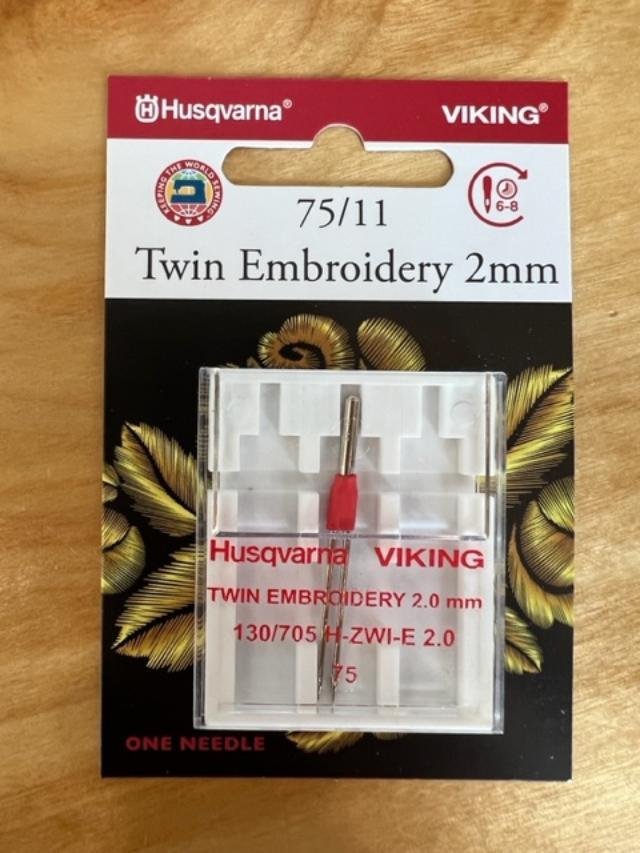 Husqvarna® VIKING®
KEEPING THE WORLD SEWING
75/11
6-8
Twin Embroidery 2mm
Husqvarna VIKING
TWIN EMBROIDERY 2.0 mm
130/705 H-ZWI-E 2.0
75
ONE NEEDLE